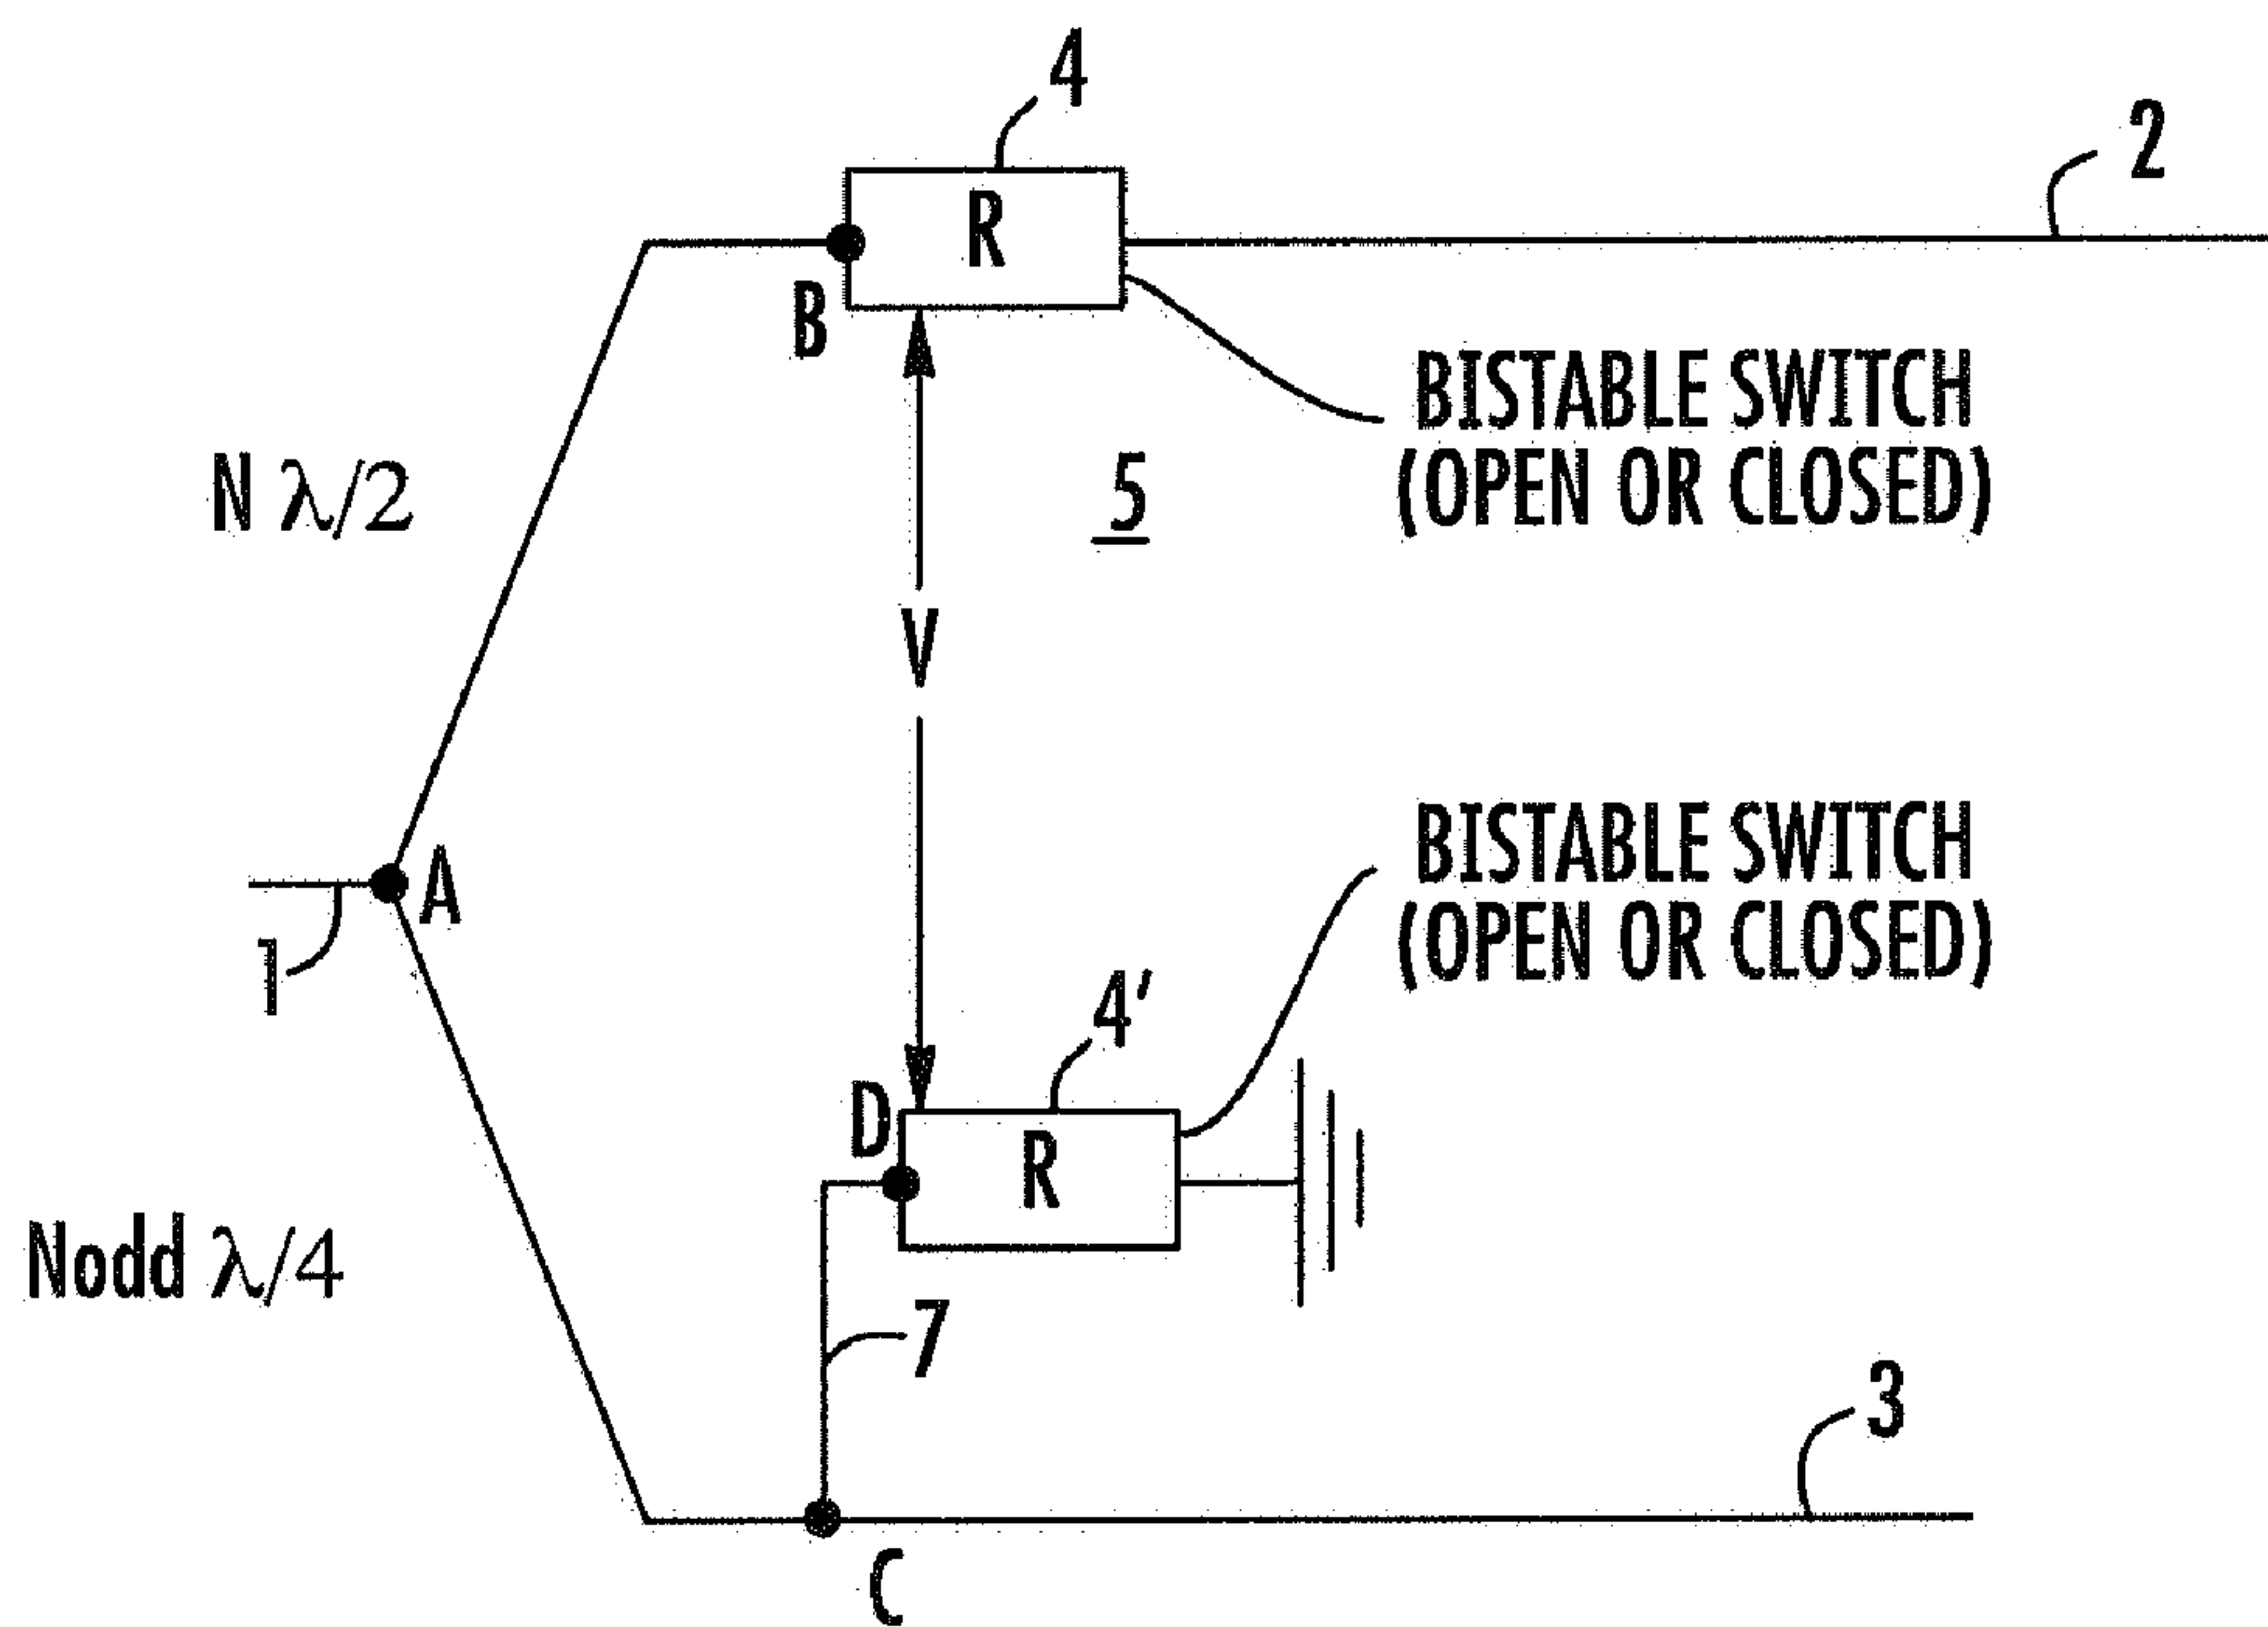 4
2
R
B
BISTABLE SWITCH
(OPEN OR CLOSED)
N λ/2
5
V
BISTABLE SWITCH
(OPEN OR CLOSED)
A
1
4'
D
R
Nodd λ/4
7
3
C